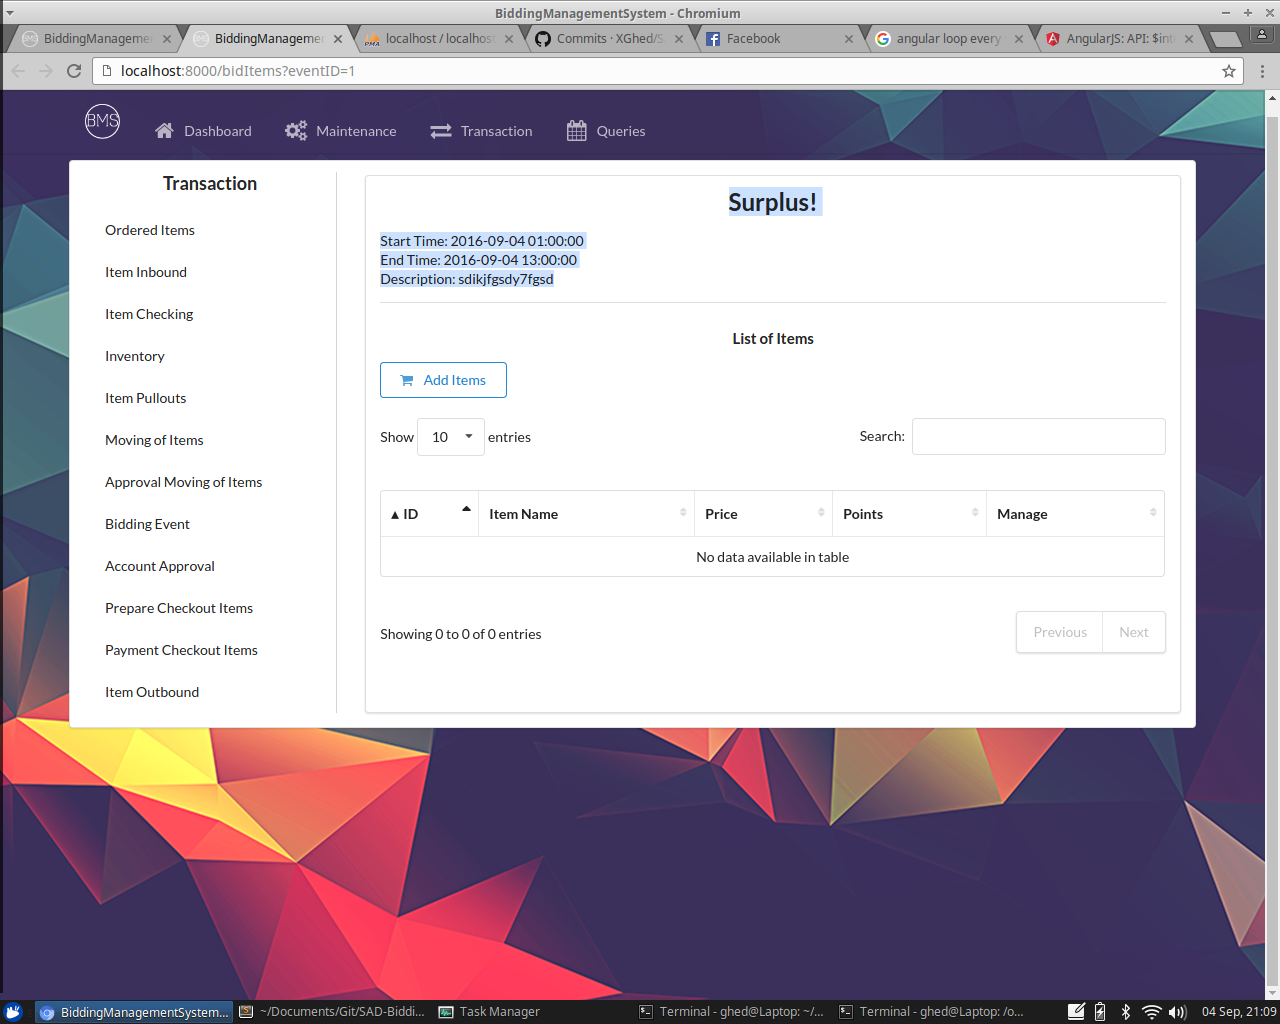 BiddingManagementSystem - Chromium
BiddingManageme
BiddingManageme
localhost / localhost
Commits · XGhed/S
Facebook
angular loop every
AngularJS: API: $int
localhost:8000/bidItems?eventID=1
BMS
Dashboard
Maintenance
Transaction
Queries
Transaction
Ordered Items
Item Inbound
Item Checking
Inventory
Item Pullouts
Moving of Items
Approval Moving of Items
Bidding Event
Account Approval
Prepare Checkout Items
Payment Checkout Items
Item Outbound
Surplus!
Start Time: 2016-09-04 01:00:00
End Time: 2016-09-04 13:00:00
Description: sdikjfgsdy7fgsd
List of Items
Add Items
Show 10 entries
Search:
ID Item Name Price Points Manage
No data available in table
Showing 0 to 0 of 0 entries
Previous Next
BiddingManagementSystem...
~/Documents/Git/SAD-Biddi...
Task Manager
Terminal - ghed@Laptop: ~/...
Terminal - ghed@Laptop: /o...
04 Sep, 21:09